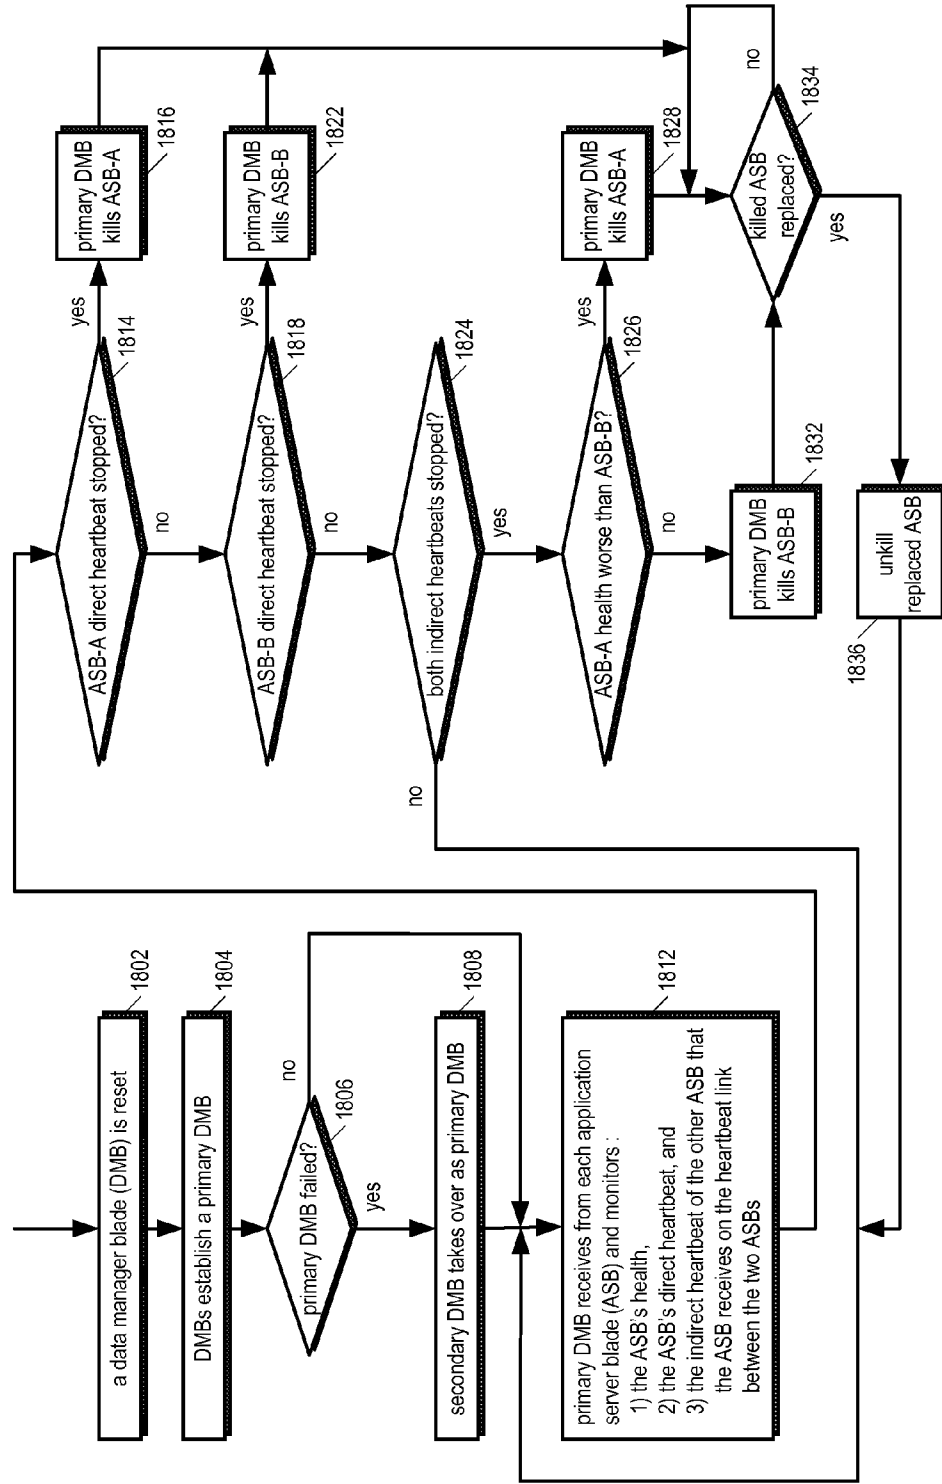 a data manager blade (DMB) is reset
1802
DMBs establish a primary DMB
1804
primary DMB failed?
1806
no
yes
secondary DMB takes over as primary DMB
1808
primary DMB receives from each application
server blade (ASB) and monitors :
1) the ASB's health,
2) the ASB's direct heartbeat, and
3) the indirect heartbeat of the other ASB that
the ASB receives on the heartbeat link
between the two ASBs
1812
ASB-A direct heartbeat stopped?
1814
yes
no
primary DMB
kills ASB-A
1816
ASB-B direct heartbeat stopped?
1818
yes
no
primary DMB
kills ASB-B
1822
both indirect heartbeats stopped?
1824
no
yes
ASB-A health worse than ASB-B?
1826
yes
no
primary DMB
kills ASB-A
1828
primary DMB
kills ASB-B
1832
killed ASB
replaced?
1834
no
yes
unkill
replaced ASB
1836